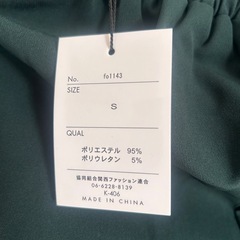 No. fo1143
SIZE
S
QUAL
ポリエステル 95%
ポリウレタン 5%
協同組合関西ファッション連合
06-6228-8139
K-406
MADE IN CHINA